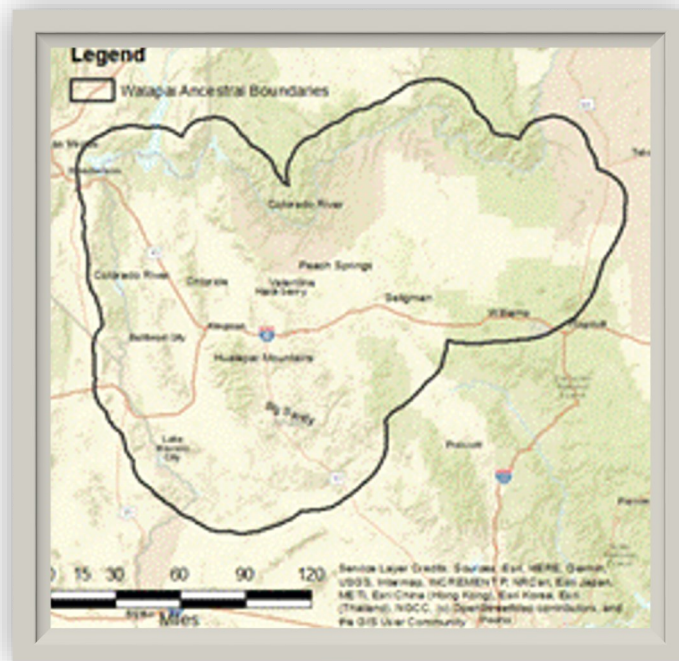 Legend
Walapai Ancestral Boundaries
Henderson
Colorado River
Colorado River
Chloride
Peach Springs
Valentine
Hackberry
Seligman
Kingman
Williams
Flagstaff
Bullhead City
Hualapai Mountains
Big Sandy
Lake
Havasu
City
Prescott
15 30 60 90 120
Miles
Service Layer Credits: Sources: Esri, HERE, Garmin,
USGS, Intermap, INCREMENT P, NRCan, Esri Japan,
METI, Esri China (Hong Kong), Esri Korea, Esri
(Thailand), NGCC, (c) OpenStreetMap contributors, and
the GIS User Community